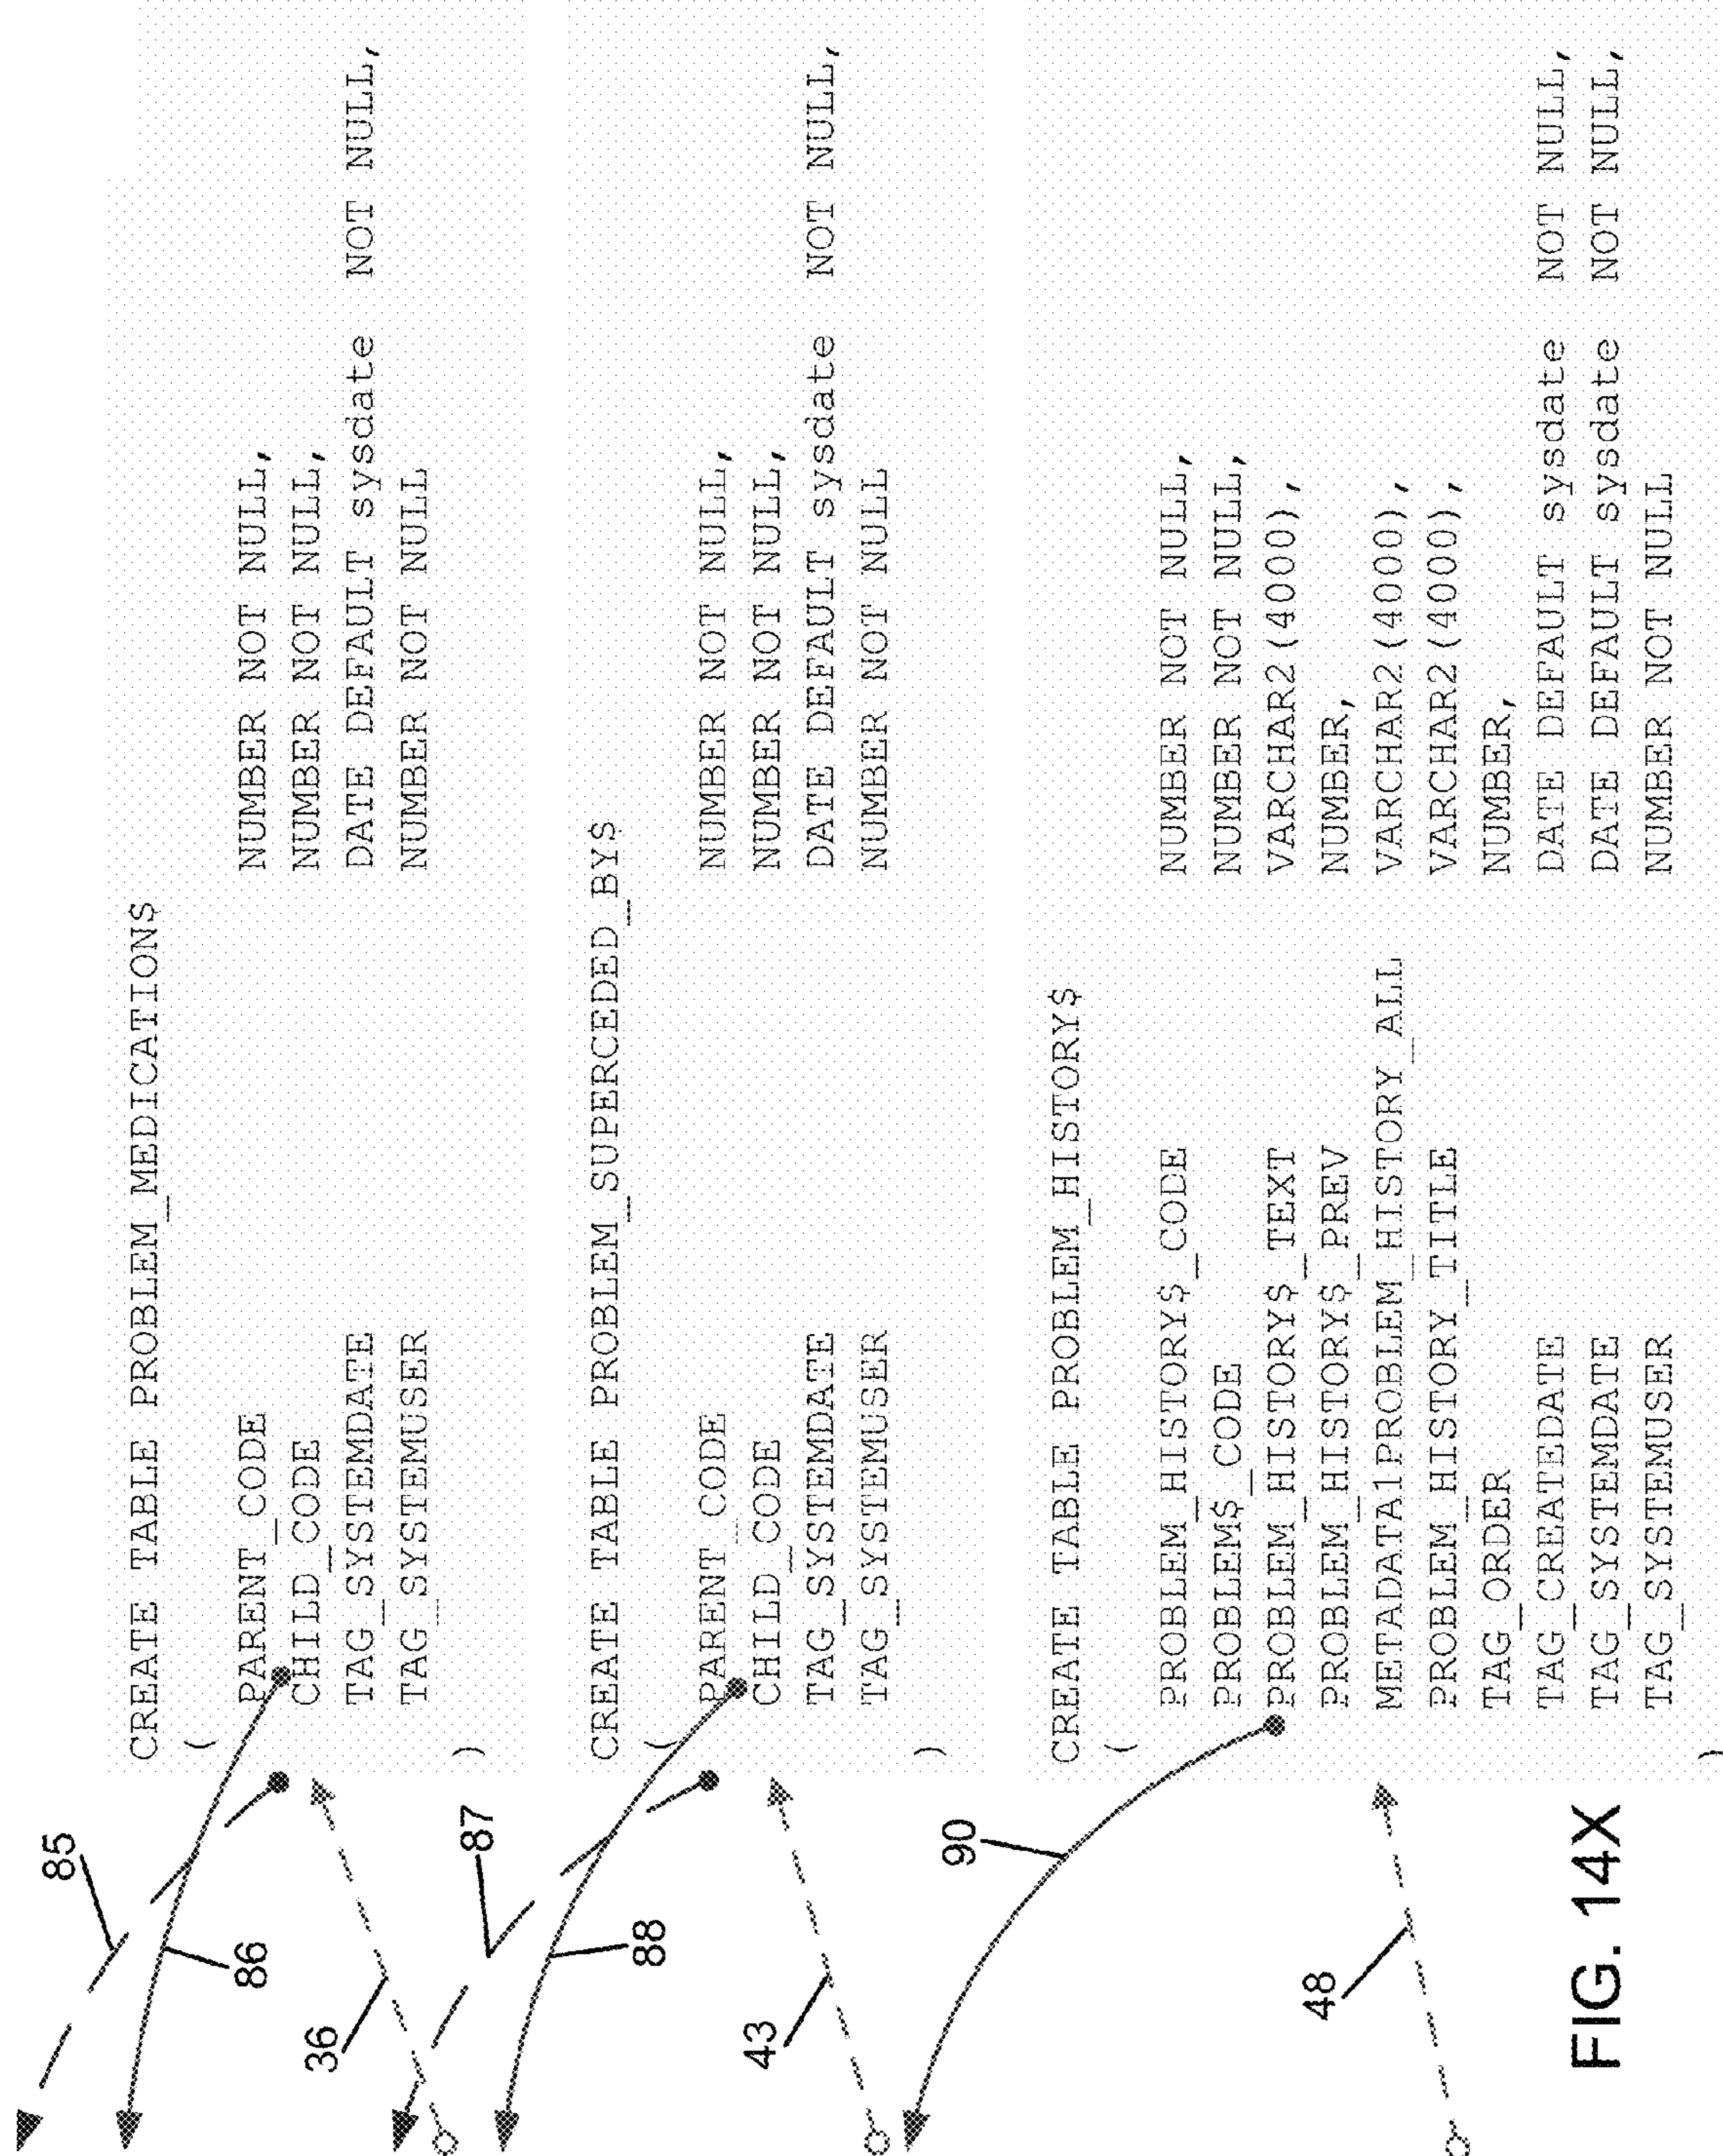 CREATE TABLE PROBLEM_MEDICATIONS
(
PARENT_CODE NUMBER NOT NULL,
CHILD_CODE NUMBER NOT NULL,
TAG_SYSTEMDATE DATE DEFAULT sysdate NOT NULL,
TAG_SYSTEMUSER NUMBER NOT NULL
)
85
86
36
CREATE TABLE PROBLEM_SUPERCEDED_BY$
(
PARENT_CODE NUMBER NOT NULL,
CHILD_CODE NUMBER NOT NULL,
TAG_SYSTEMDATE DATE DEFAULT sysdate NOT NULL,
TAG_SYSTEMUSER NUMBER NOT NULL
)
87
88
43
CREATE TABLE PROBLEM_HISTORY$
(
PROBLEM_HISTORY$_CODE NUMBER NOT NULL,
PROBLEM$_CODE NUMBER NOT NULL,
PROBLEM_HISTORY$_TEXT VARCHAR2(4000),
PROBLEM_HISTORY$_PREV NUMBER,
METADATA1PROBLEM_HISTORY_ALL VARCHAR2(4000),
PROBLEM_HISTORY_TITLE VARCHAR2(4000),
TAG_ORDER NUMBER,
TAG_CREATEDATE DATE DEFAULT sysdate NOT NULL,
TAG_SYSTEMDATE DATE DEFAULT sysdate NOT NULL,
TAG_SYSTEMUSER NUMBER NOT NULL
)
90
48
FIG. 14X